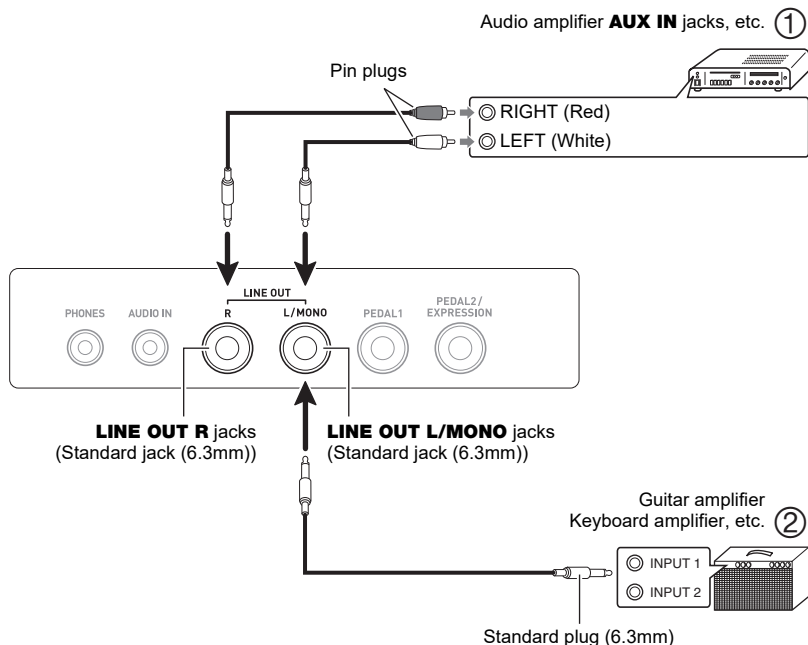 Audio amplifier AUX IN jacks, etc. ①
Pin plugs
RIGHT (Red)
LEFT (White)
LINE OUT
PHONES AUDIO IN R L/MONO PEDAL1 PEDAL2/
EXPRESSION
LINE OUT R jacks
(Standard jack (6.3mm))
LINE OUT L/MONO jacks
(Standard jack (6.3mm))
Guitar amplifier
Keyboard amplifier, etc. ②
INPUT 1
INPUT 2
Standard plug (6.3mm)